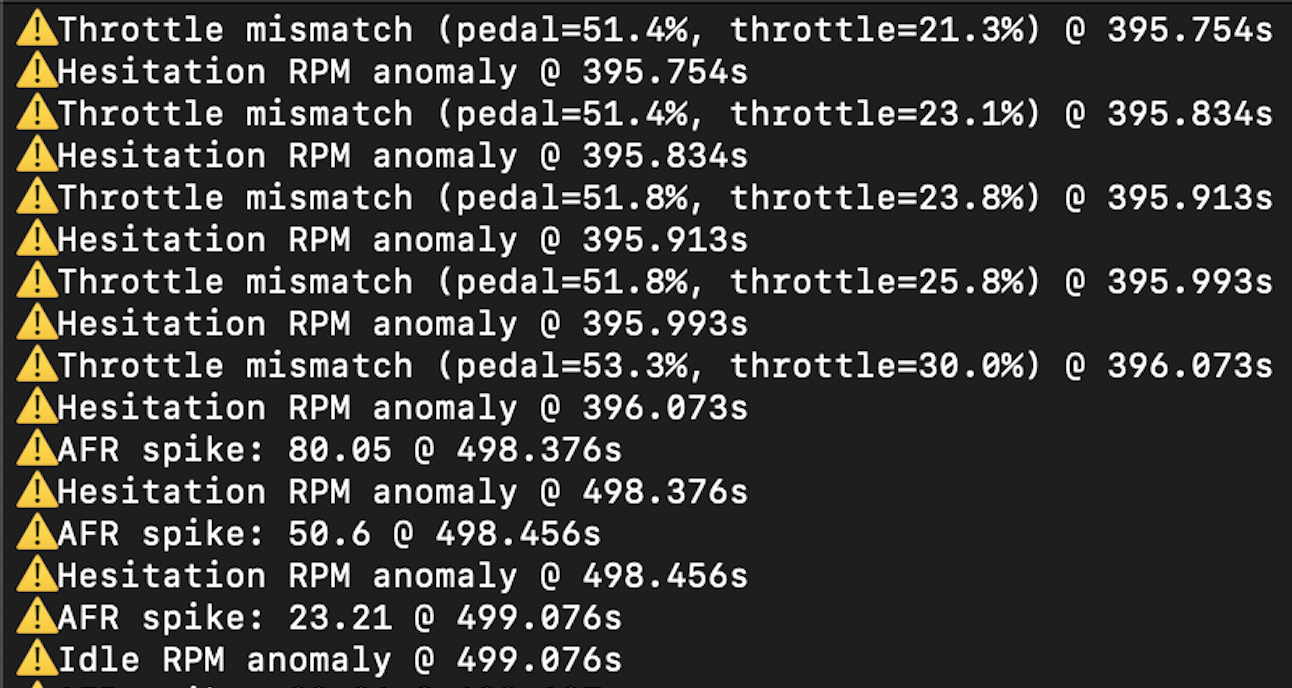 ⚠️Throttle mismatch (pedal=51.4%, throttle=21.3%) @ 395.754s
⚠️Hesitation RPM anomaly @ 395.754s
⚠️Throttle mismatch (pedal=51.4%, throttle=23.1%) @ 395.834s
⚠️Hesitation RPM anomaly @ 395.834s
⚠️Throttle mismatch (pedal=51.8%, throttle=23.8%) @ 395.913s
⚠️Hesitation RPM anomaly @ 395.913s
⚠️Throttle mismatch (pedal=51.8%, throttle=25.8%) @ 395.993s
⚠️Hesitation RPM anomaly @ 395.993s
⚠️Throttle mismatch (pedal=53.3%, throttle=30.0%) @ 396.073s
⚠️Hesitation RPM anomaly @ 396.073s
⚠️AFR spike: 80.05 @ 498.376s
⚠️Hesitation RPM anomaly @ 498.376s
⚠️AFR spike: 50.6 @ 498.456s
⚠️Hesitation RPM anomaly @ 498.456s
⚠️AFR spike: 23.21 @ 499.076s
⚠️Idle RPM anomaly @ 499.076s